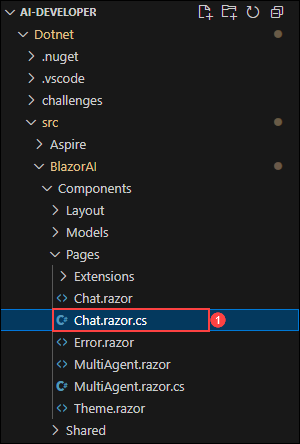 AI-DEVELOPER
Dotnet
.nuget
.vscode
challenges
src
Aspire
BlazorAI
Components
Layout
Models
Pages
Extensions
Chat.razor
C# Chat.razor.cs 1
Error.razor
MultiAgent.razor
C# MultiAgent.razor.cs
Theme.razor
Shared